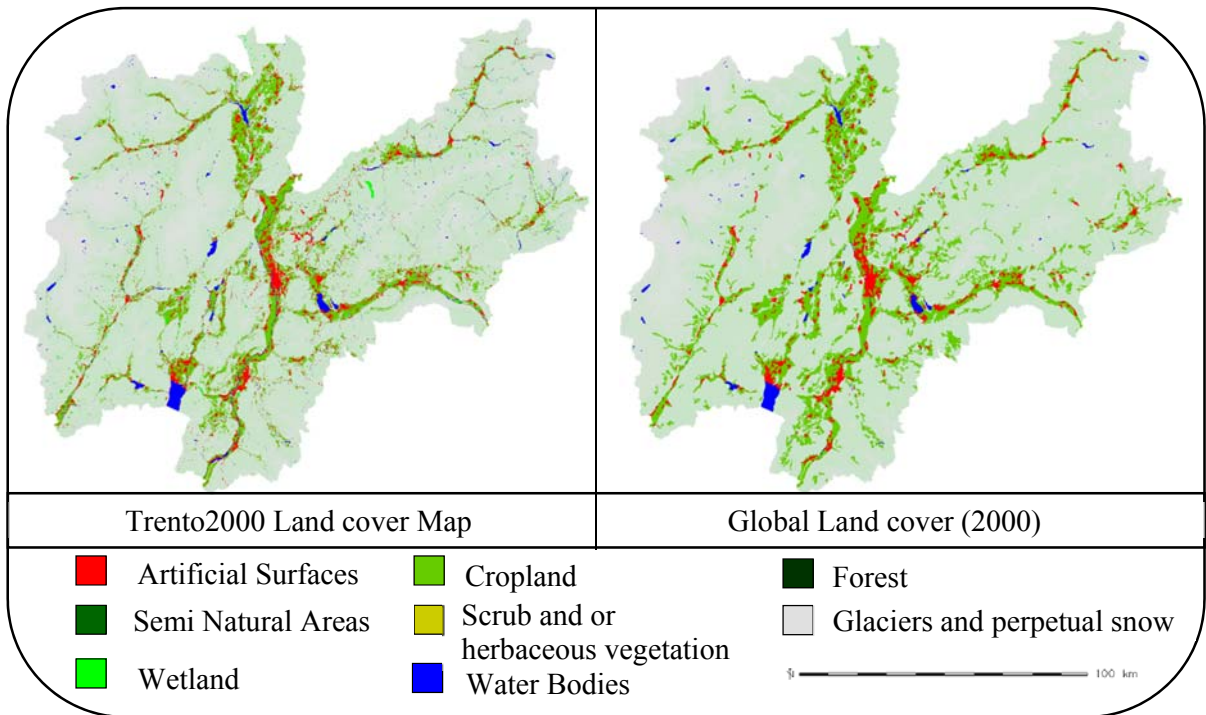 Trento2000 Land cover Map
Global Land cover (2000)
Artificial Surfaces
Cropland
Forest
Semi Natural Areas
Scrub and or
herbaceous vegetation
Glaciers and perpetual snow
Wetland
Water Bodies
100 km